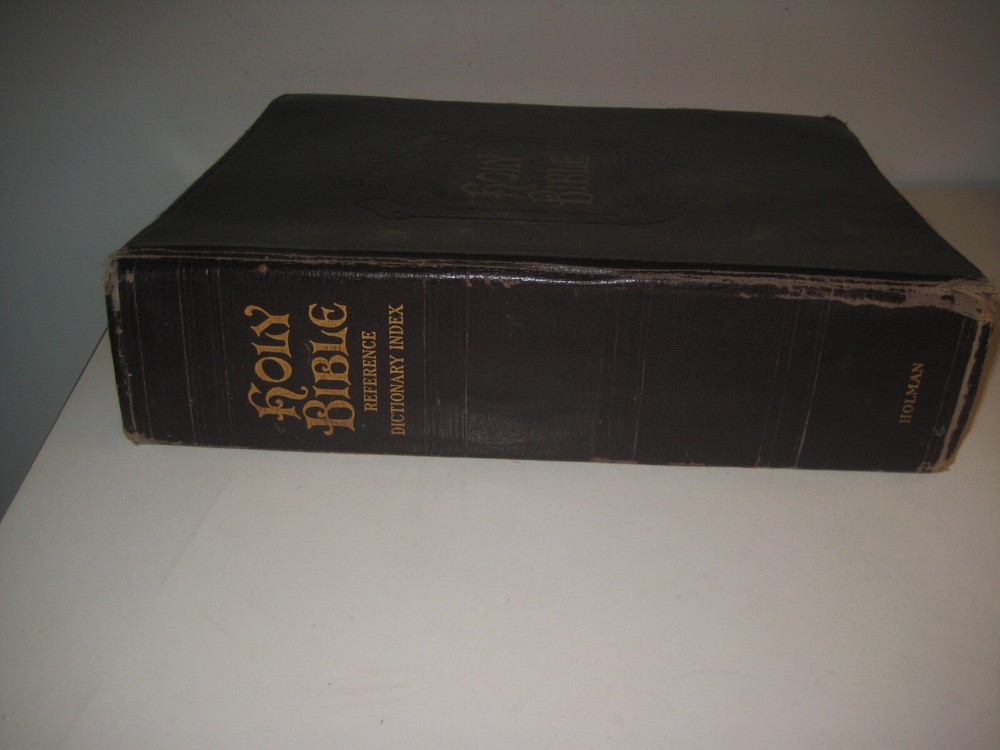 HOLY
BIBLE
HOLY
BIBLE
REFERENCE
DICTIONARY INDEX
HOLMAN